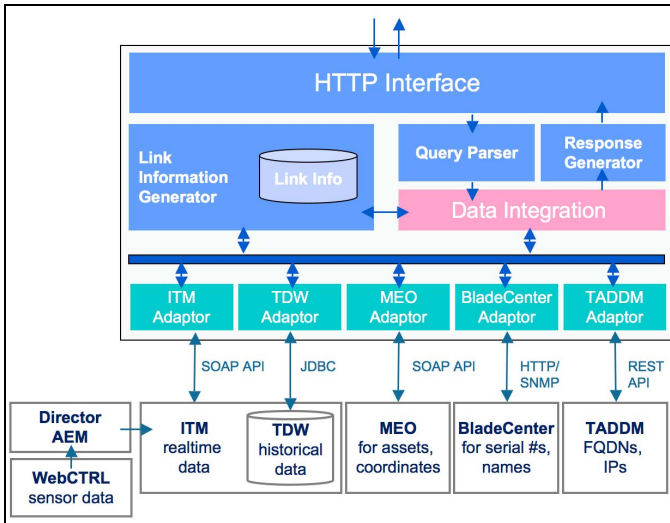 HTTP Interface
Link
Information
Generator
Link Info
Query Parser
Response
Generator
Data Integration
ITM
Adaptor
TDW
Adaptor
MEO
Adaptor
BladeCenter
Adaptor
TADDM
Adaptor
SOAP API
JDBC
SOAP API
HTTP/
SNMP
REST
API
Director
AEM
WebCTRL
sensor data
ITM
realtime
data
TDW
historical
data
MEO
for assets,
coordinates
BladeCenter
for serial #s,
names
TADDM
FQDNs,
IPs